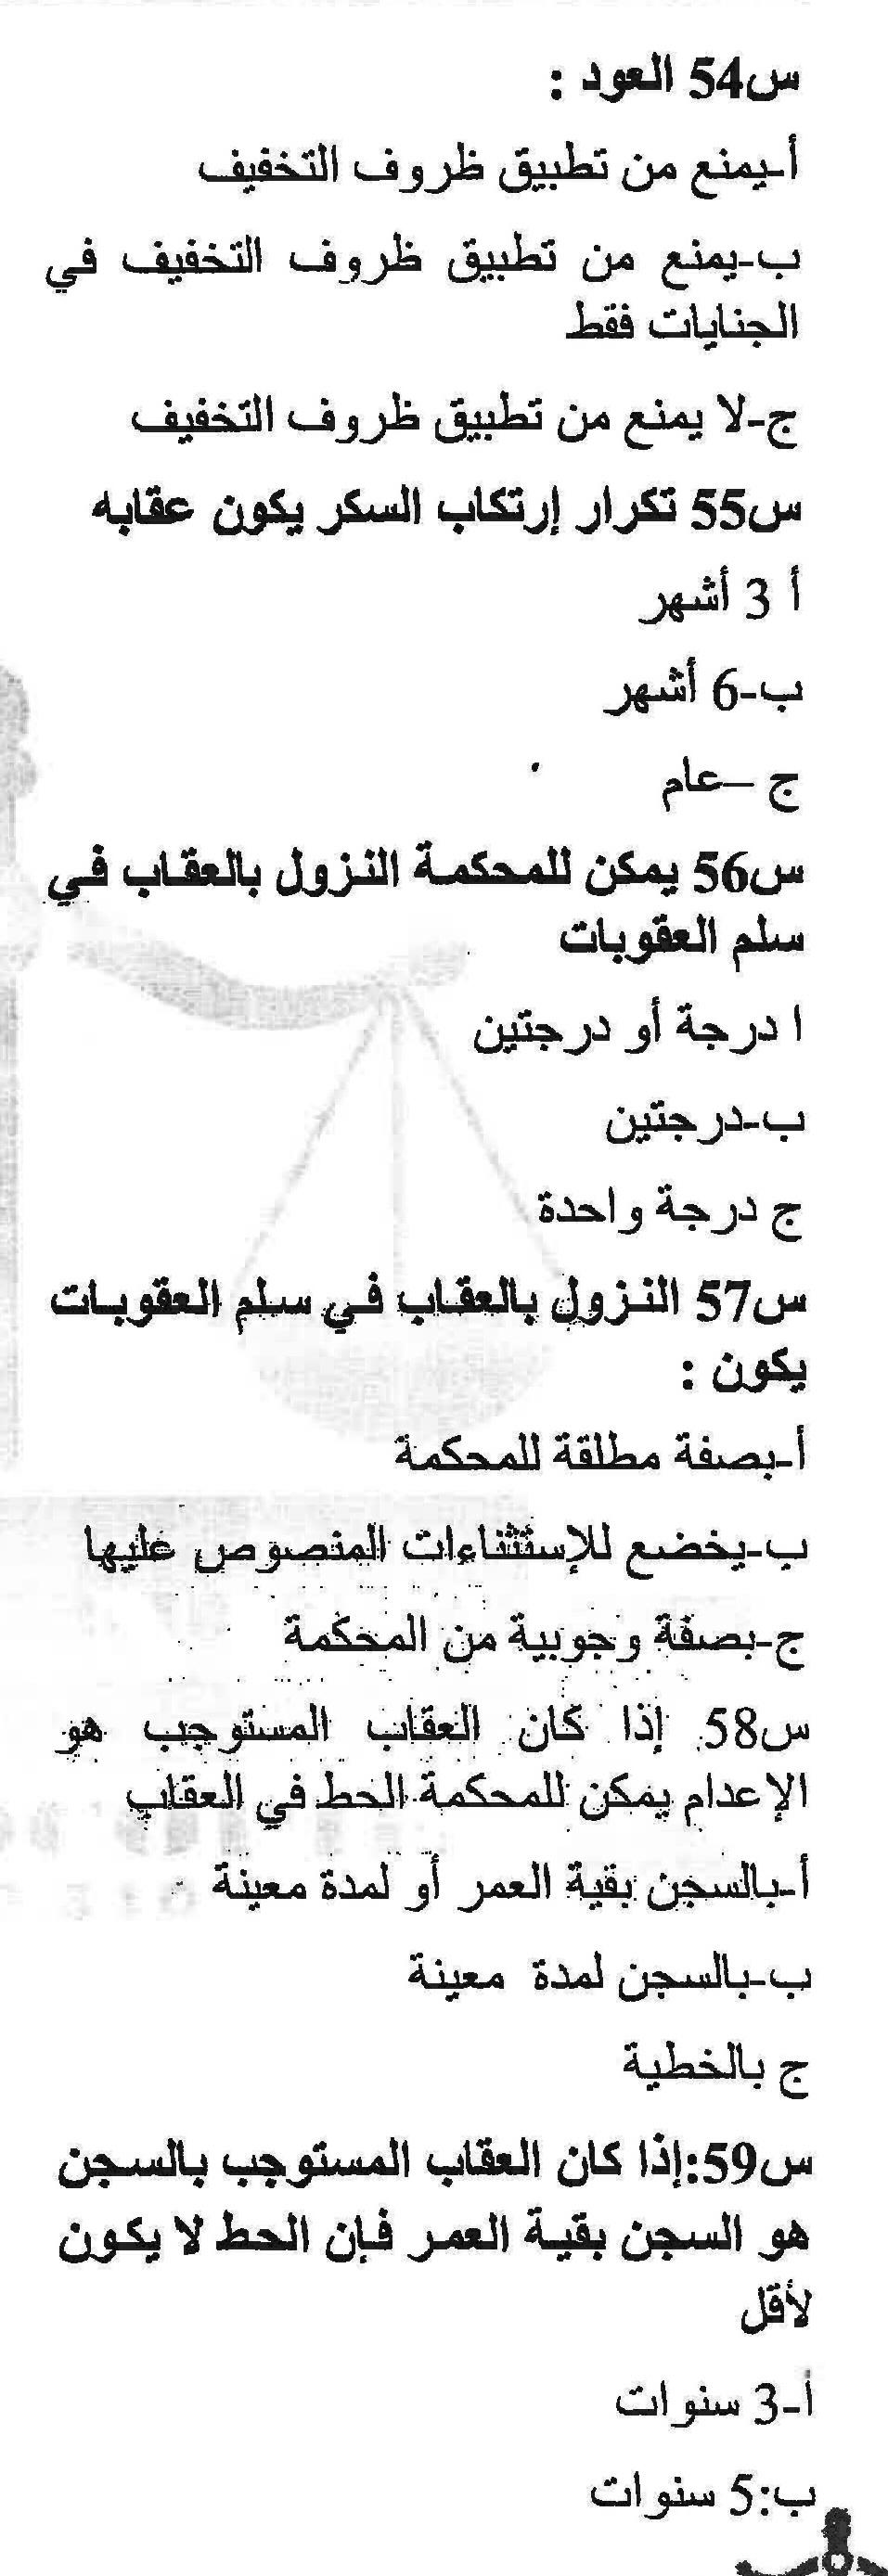 س54 العود :
أ-يمنع من تطبيق ظروف التخفيف
ب-يمنع من تطبيق ظروف التخفيف في
الجنايات فقط
ج-لا يمنع من تطبيق ظروف التخفيف
س55 تكرار إرتكاب السكر يكون عقابه
أ 3 أشهر
ب-6 أشهر
ج –عام
س56 يمكن للمحكمة النزول بالعقاب في
سلم العقوبات
ا درجة أو درجتين
ب-درجتين
ج درجة واحدة
س57 النزول بالعقاب في سلم العقوبات
يكون :
أ-بصفة مطلقة للمحكمة
ب-يخضع للإستثناءات المنصوص عليها
ج-بصفة وجوبية من المحكمة
س58 إذا كان العقاب المستوجب هو
الإعدام يمكن للمحكمة الحط في العقاب
أ-بالسجن بقية العمر أو لمدة معينة
ب-بالسجن لمدة معينة
ج بالخطية
س59:إذا كان العقاب المستوجب بالسجن
هو السجن بقية العمر فإن الحط لا يكون
لأقل
أ-3 سنوات
ب:5 سنوات